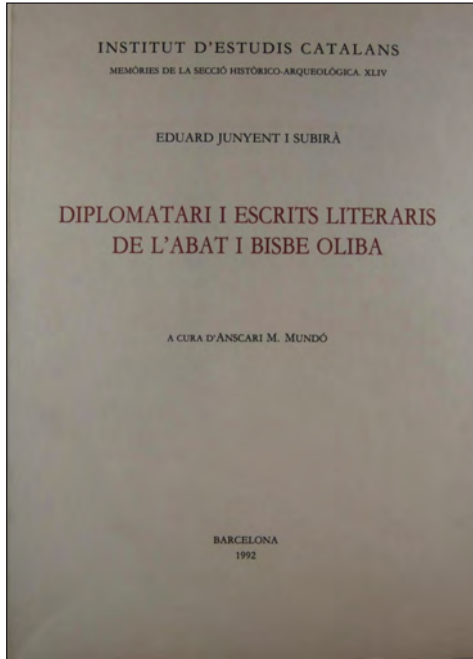 INSTITUT D'ESTUDIS CATALANS
MEMÒRIES DE LA SECCIÓ HISTÒRICO-ARQUEOLÒGICA. XLIV
EDUARD JUNYENT I SUBIRÀ
DIPLOMATARI I ESCRITS LITERARIS
DE L'ABAT I BISBE OLIBA
A CURA D'ANSCARI M. MUNDÓ
BARCELONA
1992